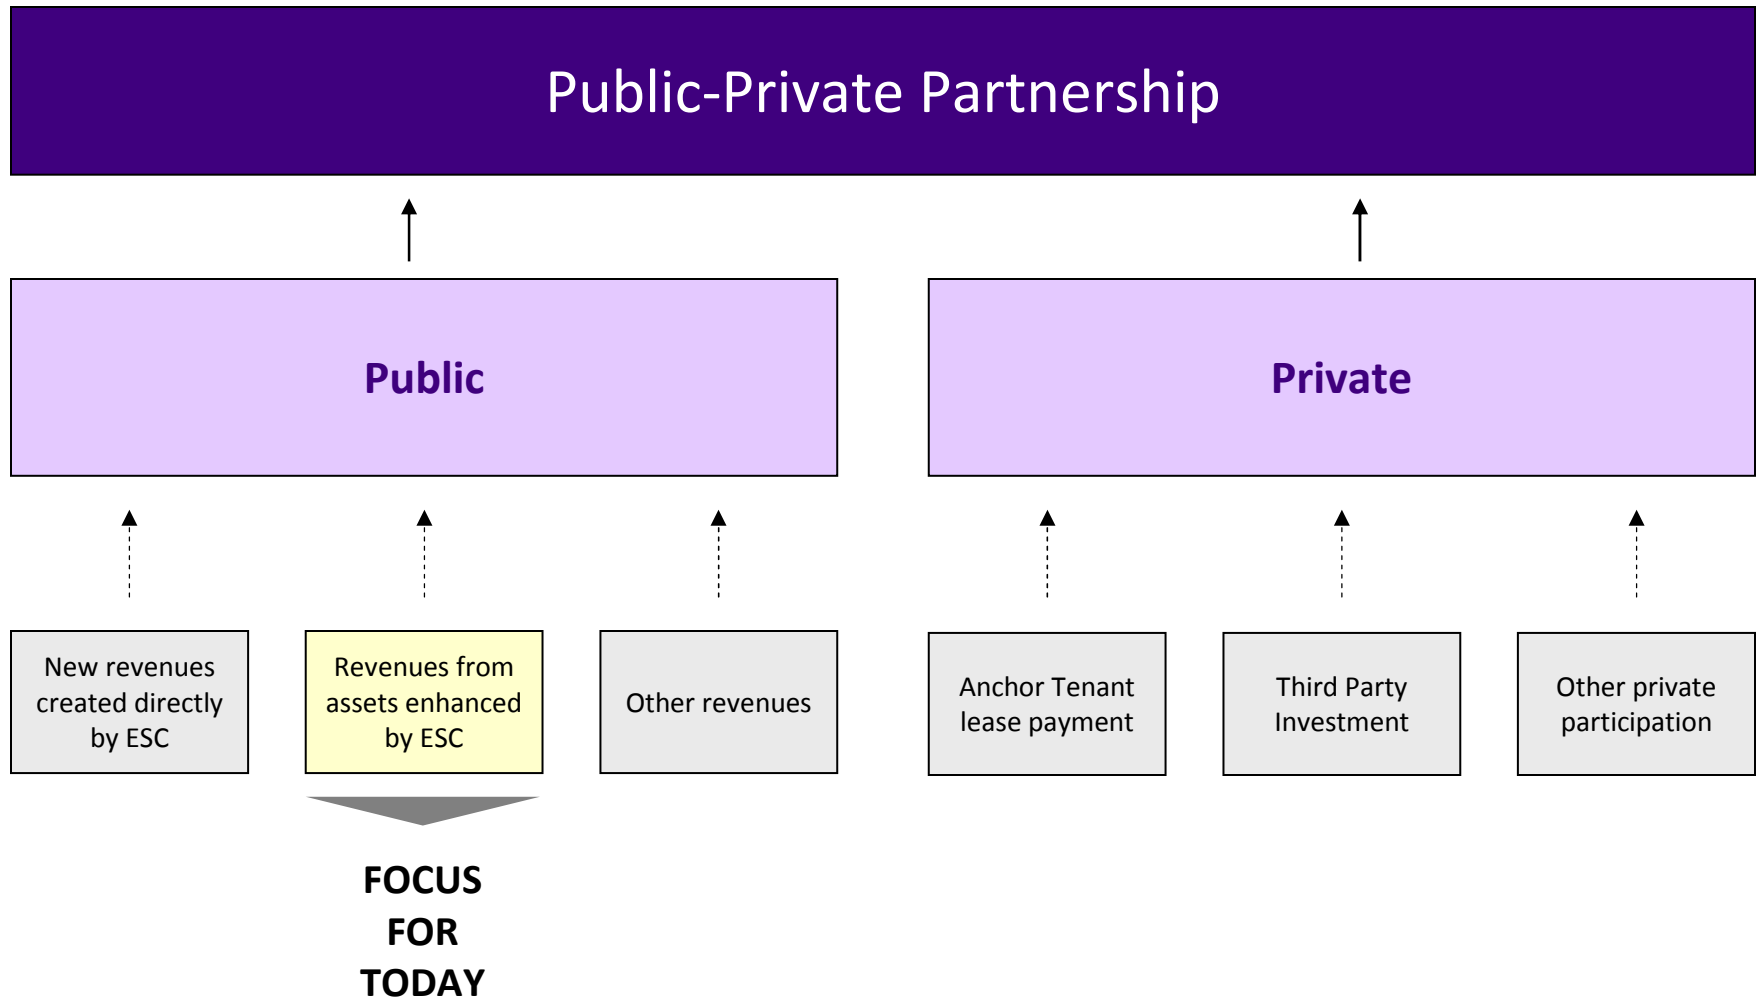 Public-Private Partnership
Public
Private
New revenues
created directly
by ESC
Revenues from
assets enhanced
by ESC
Other revenues
Anchor Tenant
lease payment
Third Party
Investment
Other private
participation
FOCUS
FOR
TODAY